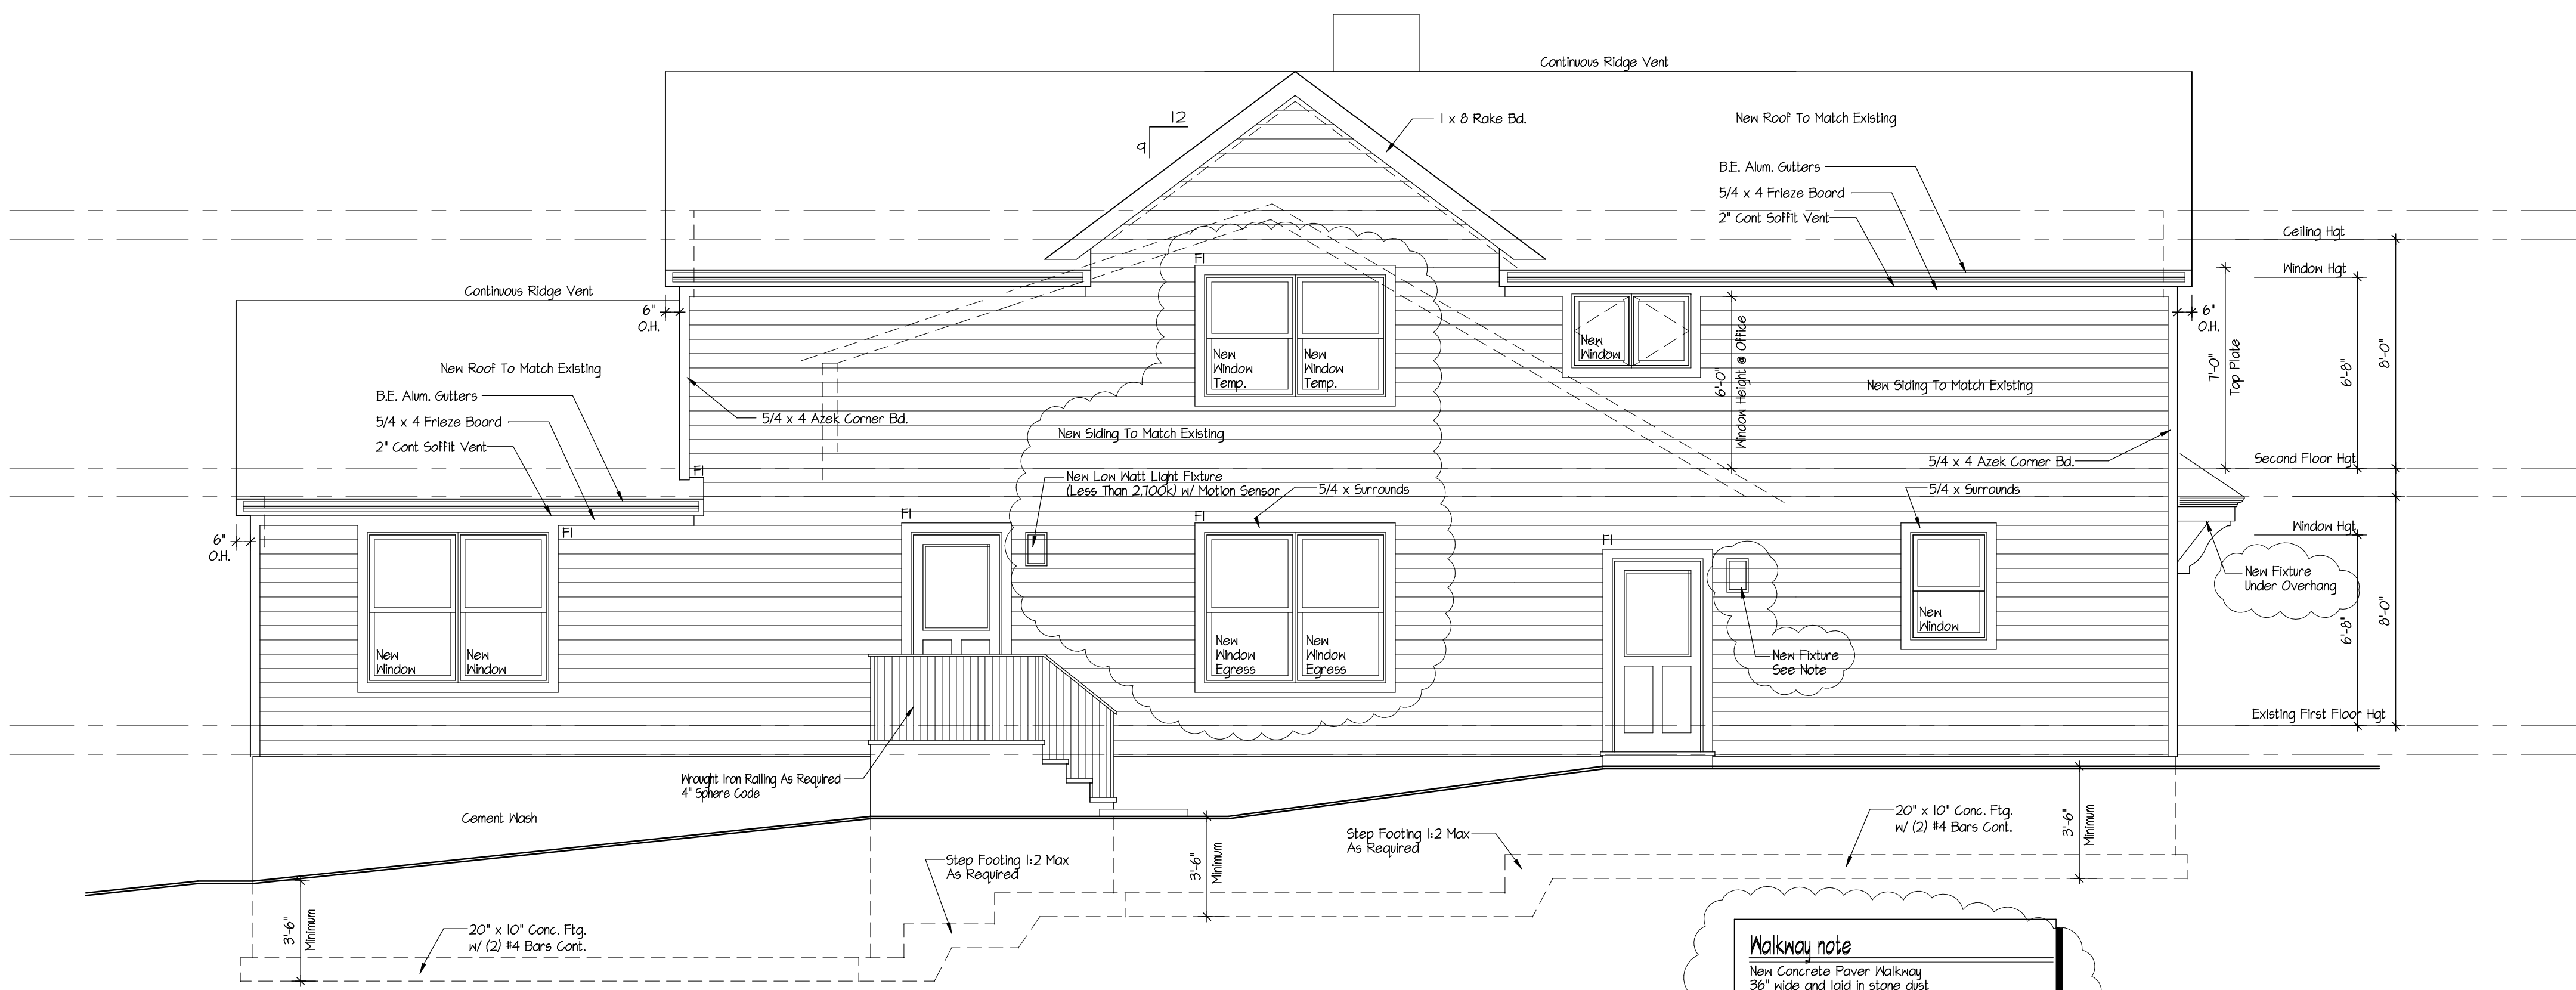 Continuous Ridge Vent
12
9
1 x 8 Rake Bd.
New Roof To Match Existing
B.E. Alum. Gutters
5/4 x 4 Frieze Board
2" Cont Soffit Vent
Ceiling Hgt
Window Hgt
Fl
Continuous Ridge Vent
6"
O.H.
6"
O.H.
New
Window
Temp.
New
Window
Temp.
New
Window
6'-0"
Window Height @ Office
7'-0"
Top Plate
6'-8"
8'-0"
New Roof To Match Existing
B.E. Alum. Gutters
5/4 x 4 Frieze Board
2" Cont Soffit Vent
New Siding To Match Existing
5/4 x 4 Azek Corner Bd.
New Siding To Match Existing
5/4 x 4 Azek Corner Bd.
Second Floor Hgt
Fl
New Low Watt Light Fixture
(Less Than 2,700k) w/ Motion Sensor
5/4 x Surrounds
5/4 x Surrounds
Fl
Fl
Fl
Fl
Window Hgt
6"
O.H.
New Fixture
Under Overhang
6'-8"
8'-0"
New
Window
New
Window
New
Window
Egress
New
Window
Egress
New
Window
New Fixture
See Note
Existing First Floor Hgt
Wrought Iron Railing As Required
4" Sphere Code
Cement Wash
Step Footing 1:2 Max
As Required
20" x 10" Conc. Ftg.
w/ (2) #4 Bars Cont.
3'-6"
Minimum
Step Footing 1:2 Max
As Required
3'-6"
Minimum
20" x 10" Conc. Ftg.
w/ (2) #4 Bars Cont.
3'-6"
Minimum
Walkway note
New Concrete Paver Walkway
36" wide and laid in stone dust